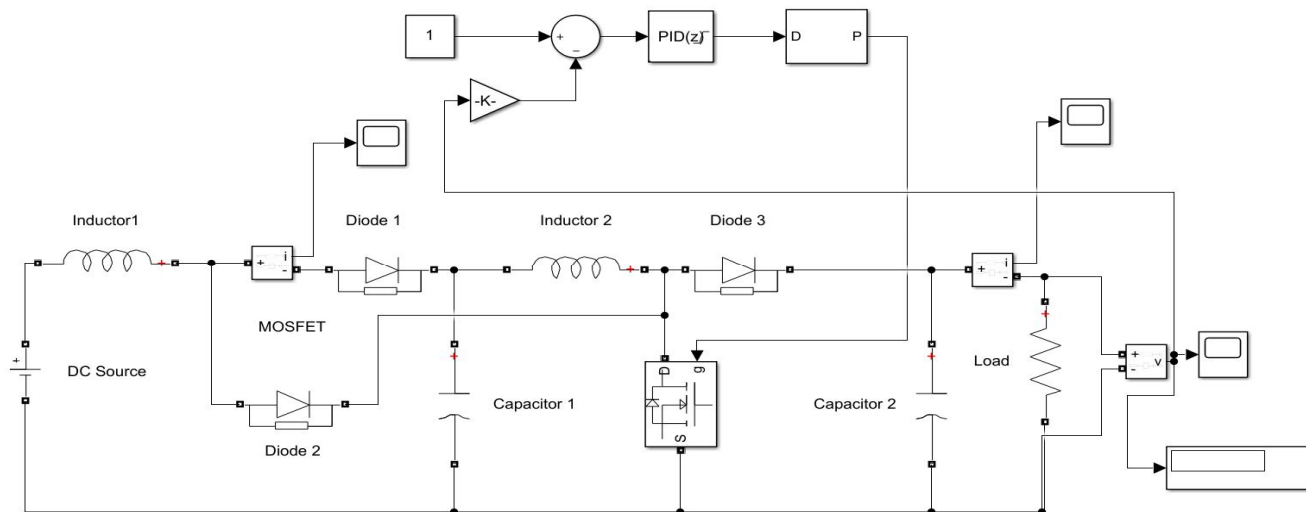 1
+
−
PID(z)
D
P
-K-
Inductor1
Diode 1
Inductor 2
Diode 3
+
i
-
+
+
i
-
MOSFET
+
DC Source
Diode 2
Capacitor 1
D
g
S
Capacitor 2
Load
+
-
v